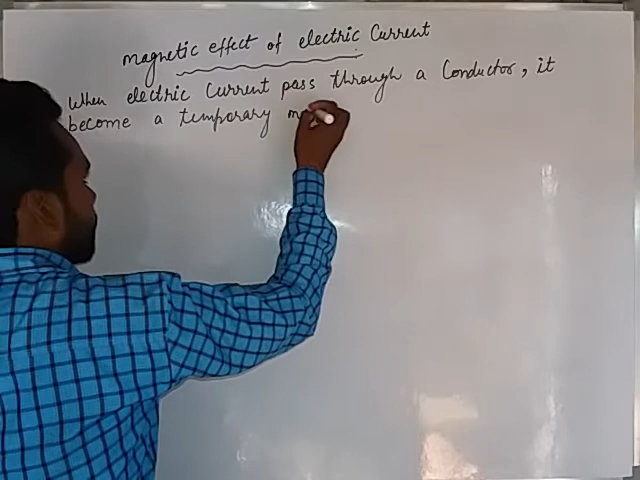 magnetic effect of electric Current
When electric Current pass through a Conductor, it
become a temporary m